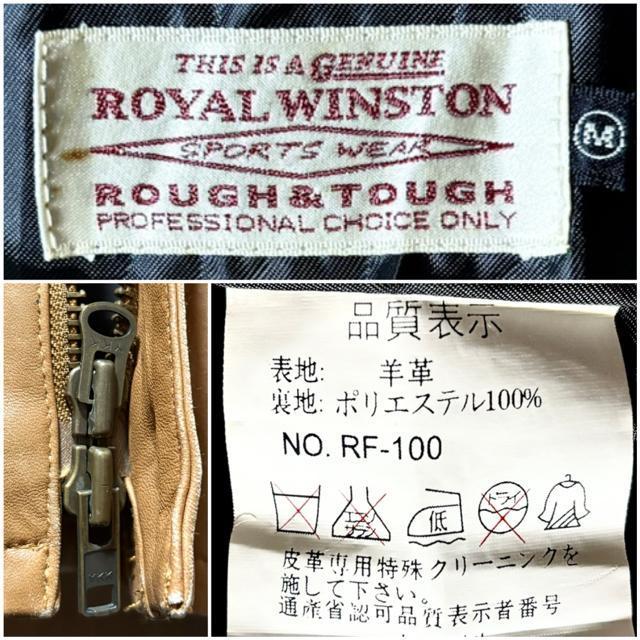 THIS IS A GENUINE
ROYAL WINSTON
SPORTS WEAR
ROUGH & TOUGH
PROFESSIONAL CHOICE ONLY
M
品質表示
表地: 羊革
裏地: ポリエステル100%
NO. RF-100
低
ドライ
皮革専用特殊クリーニングを
施して下さい。
通産省認可品質表示者番号